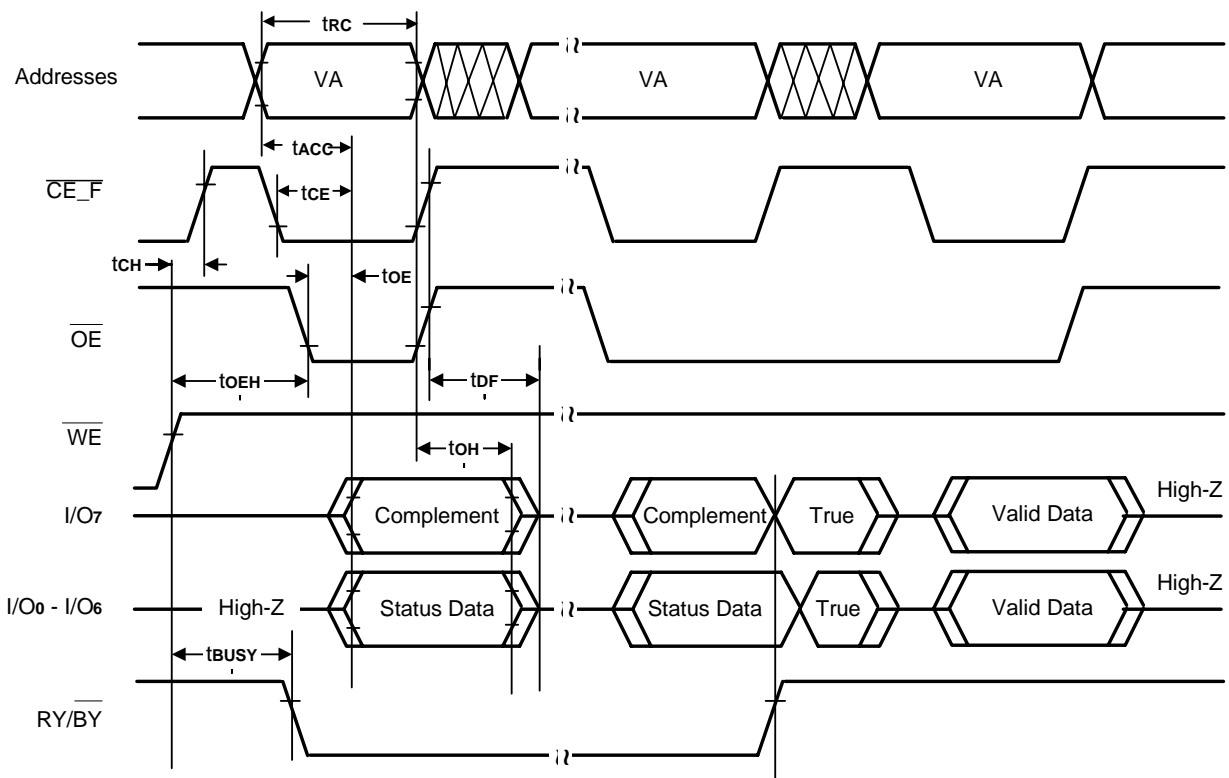 tRC
Addresses VA VA VA
tACC
CE_F
tCE
tCH
tOE
OE
tOEH
tDF
WE
tOH
High-Z
I/O7 Complement Complement True Valid Data
High-Z
I/O0 - I/O6 High-Z Status Data Status Data True Valid Data
tBUSY
RY/BY